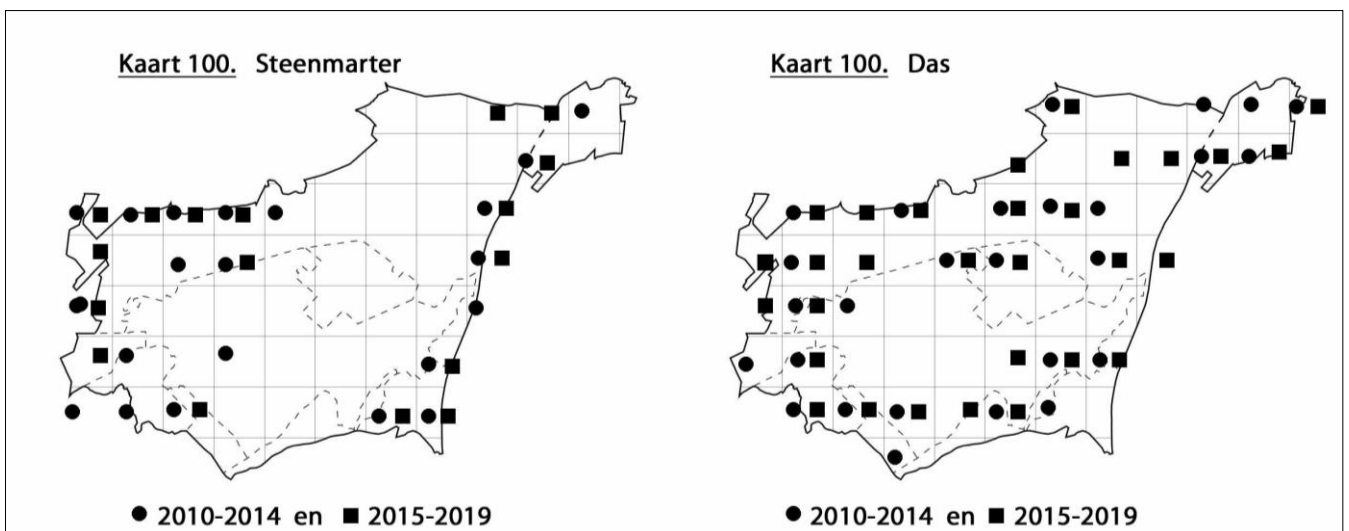 Kaart 100. Steenmarter
Kaart 100. Das
● 2010-2014 en ■ 2015-2019
● 2010-2014 en ■ 2015-2019